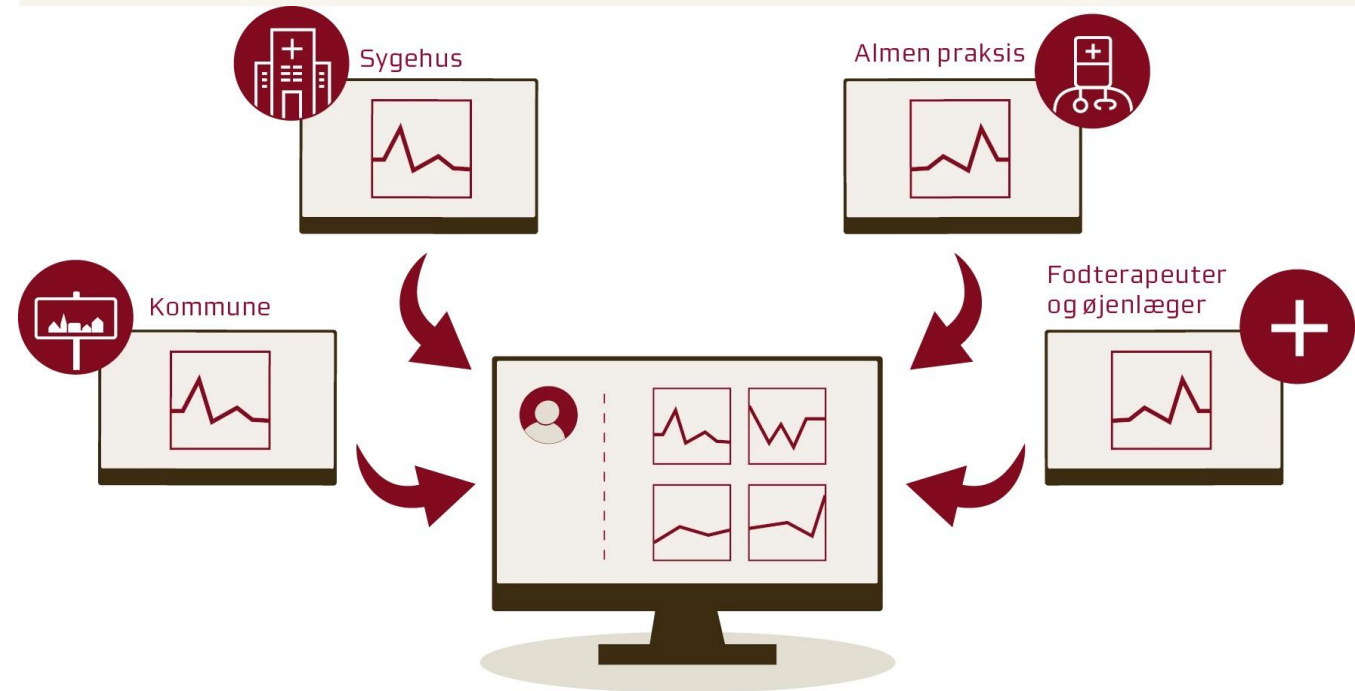 Sygehus
Almen praksis
Kommune
Fodterapeuter
og øjenlæger